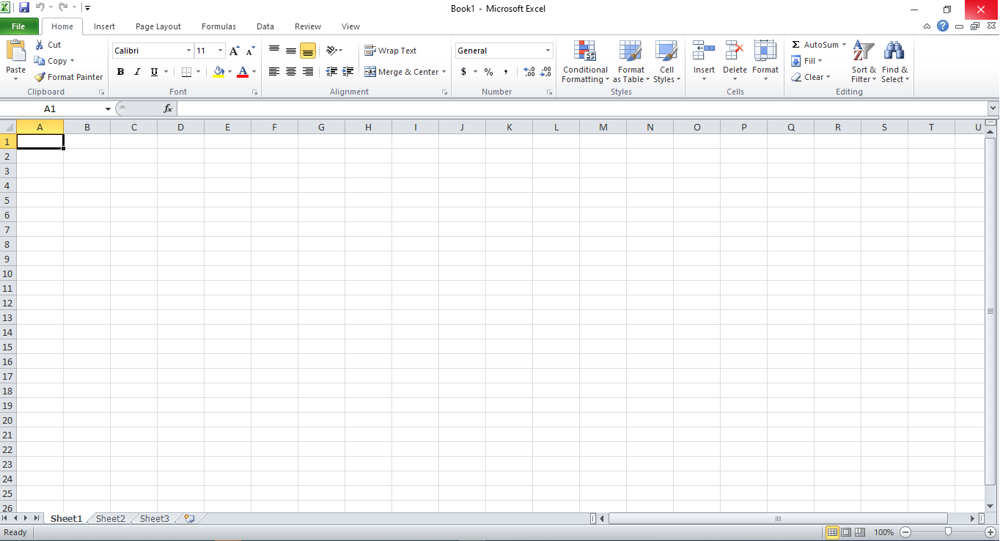 Book1 - Microsoft Excel
File Home Insert Page Layout Formulas Data Review View
Paste
Cut
Copy
Format Painter
Clipboard
Calibri 11
B I U A
Font
Wrap Text
Merge & Center
Alignment
General
$ % , .00 .0
Number
Conditional Formatting
Format as Table
Cell Styles
Styles
Insert Delete Format
Cells
Σ AutoSum
Fill
Clear
Sort & Filter
Find & Select
Editing
A1 fx
A B C D E F G H I J K L M N O P Q R S T U
1
2
3
4
5
6
7
8
9
10
11
12
13
14
15
16
17
18
19
20
21
22
23
24
25
26
Sheet1 Sheet2 Sheet3
Ready 100%